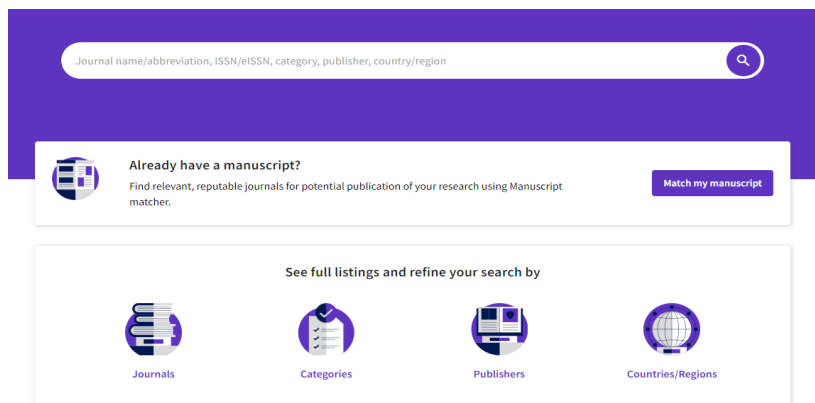 Journal name/abbreviation, ISSN/eISSN, category, publisher, country/region
Already have a manuscript?
Find relevant, reputable journals for potential publication of your research using Manuscript
matcher.
Match my manuscript
See full listings and refine your search by
Journals
Categories
Publishers
Countries/Regions